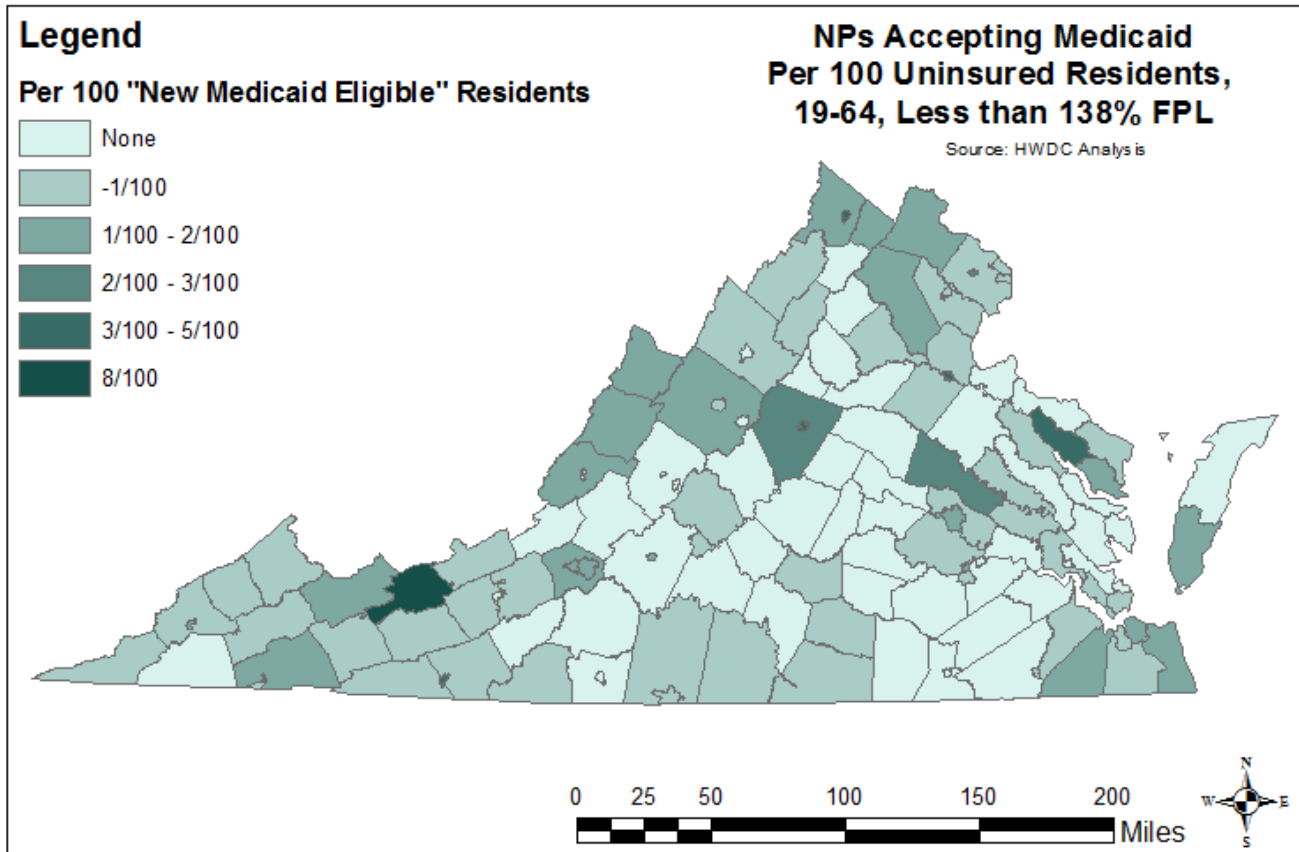 Legend
Per 100 "New Medicaid Eligible" Residents
None
-1/100
1/100 - 2/100
2/100 - 3/100
3/100 - 5/100
8/100
NPs Accepting Medicaid
Per 100 Uninsured Residents,
19-64, Less than 138% FPL
Source: HWDC Analysis
0 25 50 100 150 200
Miles
N
W E
S